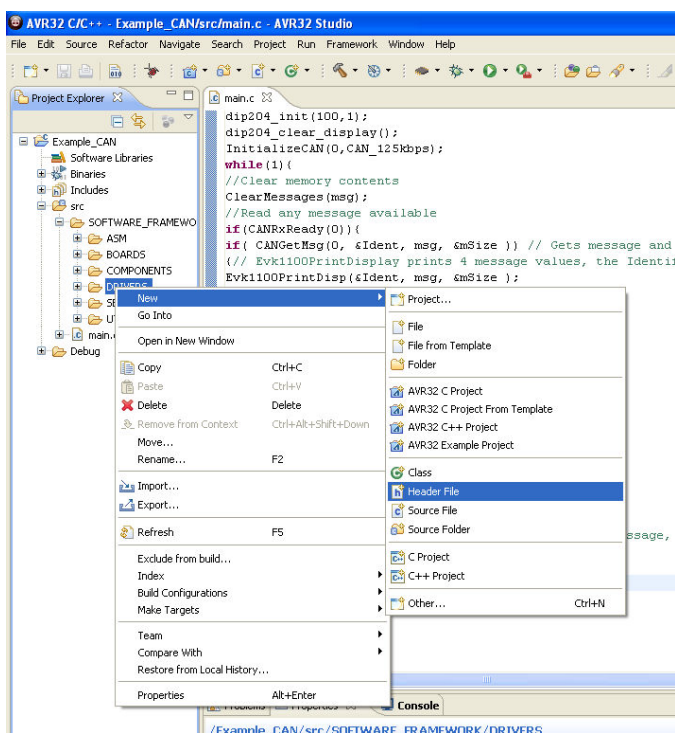 AVR32 C/C++ - Example_CAN/src/main.c - AVR32 Studio
File Edit Source Refactor Navigate Search Project Run Framework Window Help
Project Explorer
Example_CAN
Software Libraries
Binaries
Includes
src
SOFTWARE_FRAMEWO
ASM
BOARDS
COMPONENTS
DRIVERS
main.
Debug
main.c
dip204_init(100,1);
dip204_clear_display();
InitializeCAN(0,CAN_125kbps);
while(1){
//Clear memory contents
ClearMessages(msg);
//Read any message available
if(CANRxReady(0)){
if( CANGetMsg(0, &Ident, msg, &mSize )) // Gets message and
{// Evk1100PrintDisplay prints 4 message values, the Identi
Evk1100PrintDisp(&Ident, msg, &mSize );
ssage,
New
Go Into
Open in New Window
Copy Ctrl+C
Paste Ctrl+V
Delete Delete
Remove from Context Ctrl+Alt+Shift+Down
Move...
Rename... F2
Import...
Export...
Refresh F5
Exclude from build...
Index
Build Configurations
Make Targets
Team
Compare With
Restore from Local History...
Properties Alt+Enter
Project...
File
File from Template
Folder
AVR32 C Project
AVR32 C Project From Template
AVR32 C++ Project
AVR32 Example Project
Class
Header File
Source File
Source Folder
C Project
C++ Project
Other... Ctrl+N
Problems Properties Console
/Example_CAN/src/SOFTWARE_FRAMEWORK/DRIVERS